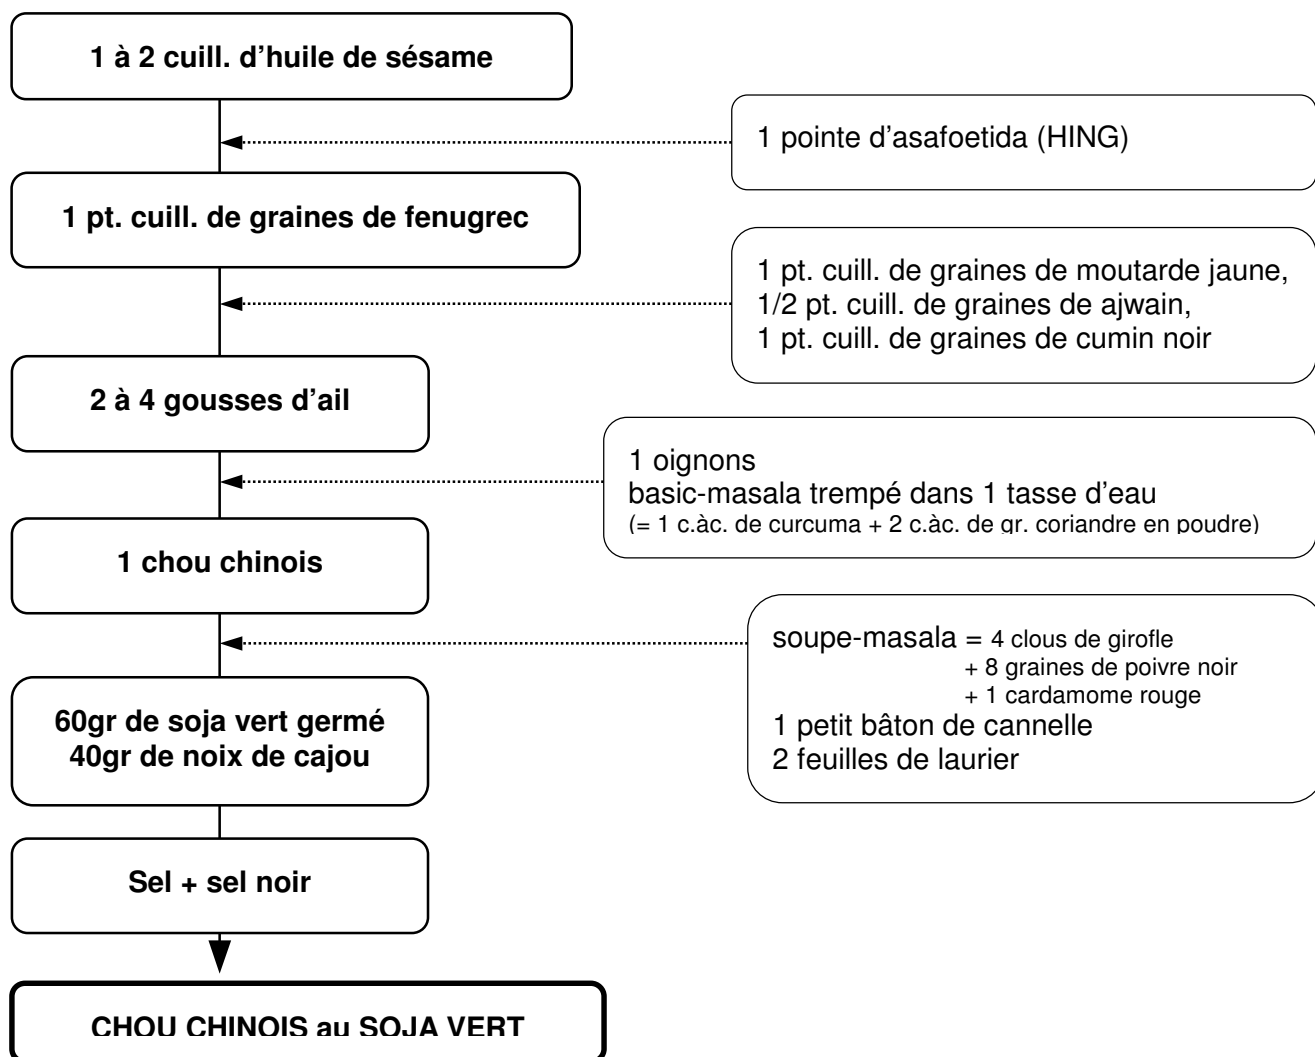 1 à 2 cuill. d’huile de sésame
1 pointe d’asafoetida (HING)
1 pt. cuill. de graines de fenugrec
1 pt. cuill. de graines de moutarde jaune,
1/2 pt. cuill. de graines de ajwain,
1 pt. cuill. de graines de cumin noir
2 à 4 gousses d’ail
1 oignons
basic-masala trempé dans 1 tasse d’eau
(= 1 c.àc. de curcuma + 2 c.àc. de gr. coriandre en poudre)
1 chou chinois
soupe-masala = 4 clous de girofle
+ 8 graines de poivre noir
+ 1 cardamome rouge
1 petit bâton de cannelle
2 feuilles de laurier
60gr de soja vert germé
40gr de noix de cajou
Sel + sel noir
CHOU CHINOIS au SOJA VERT